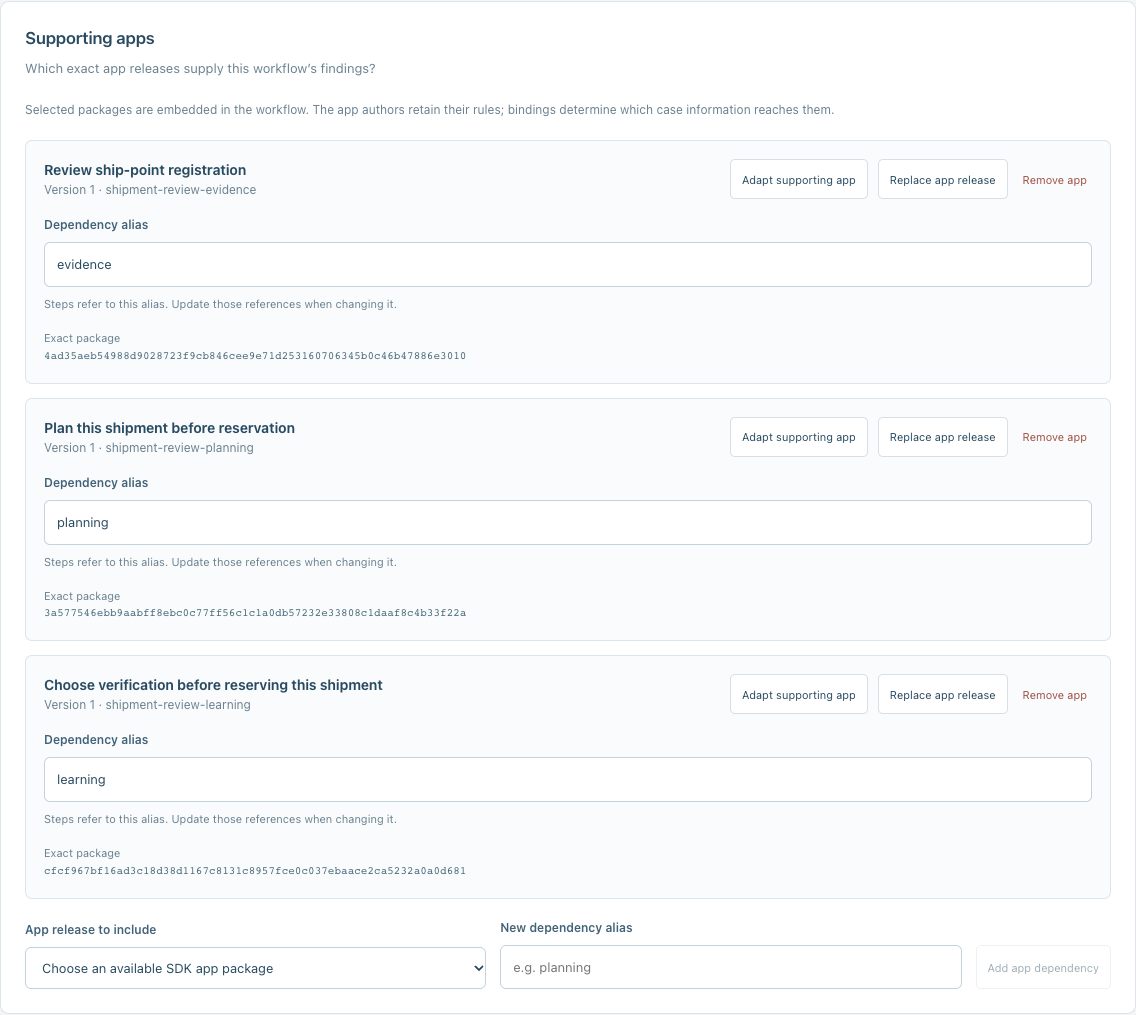 Supporting apps
Which exact app releases supply this workflow’s findings?
Selected packages are embedded in the workflow. The app authors retain their rules; bindings determine which case information reaches them.
Review ship-point registration
Version 1 · shipment-review-evidence
Adapt supporting app
Replace app release
Remove app
Dependency alias
evidence
Steps refer to this alias. Update those references when changing it.
Exact package
4ad35aeb54988d9028723f9cb846cee9e71d253160706345b0c46b47886e3010
Plan this shipment before reservation
Version 1 · shipment-review-planning
Adapt supporting app
Replace app release
Remove app
Dependency alias
planning
Steps refer to this alias. Update those references when changing it.
Exact package
3a577546ebb9aabff8ebc0c77ff56c1c1a0db57232e33808c1daaf8c4b33f22a
Choose verification before reserving this shipment
Version 1 · shipment-review-learning
Adapt supporting app
Replace app release
Remove app
Dependency alias
learning
Steps refer to this alias. Update those references when changing it.
Exact package
cfcf967bf16ad3c18d38d1167c8131c8957fce0c037ebaace2ca5232a0a0d681
App release to include
New dependency alias
Choose an available SDK app package
e.g. planning
Add app dependency